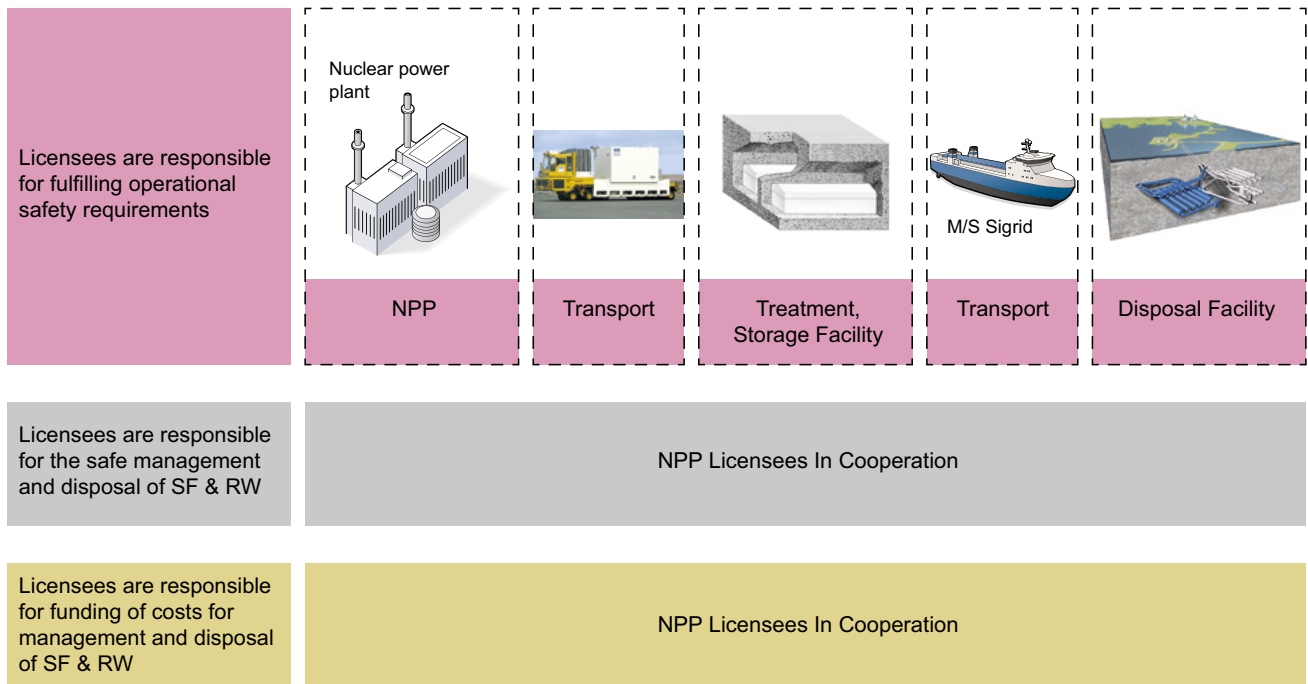 Licensees are responsible
for fulfilling operational
safety requirements
Nuclear power
plant
M/S Sigrid
NPP
Transport
Treatment,
Storage Facility
Transport
Disposal Facility
Licensees are responsible
for the safe management
and disposal of SF & RW
NPP Licensees In Cooperation
Licensees are responsible
for funding of costs for
management and disposal
of SF & RW
NPP Licensees In Cooperation